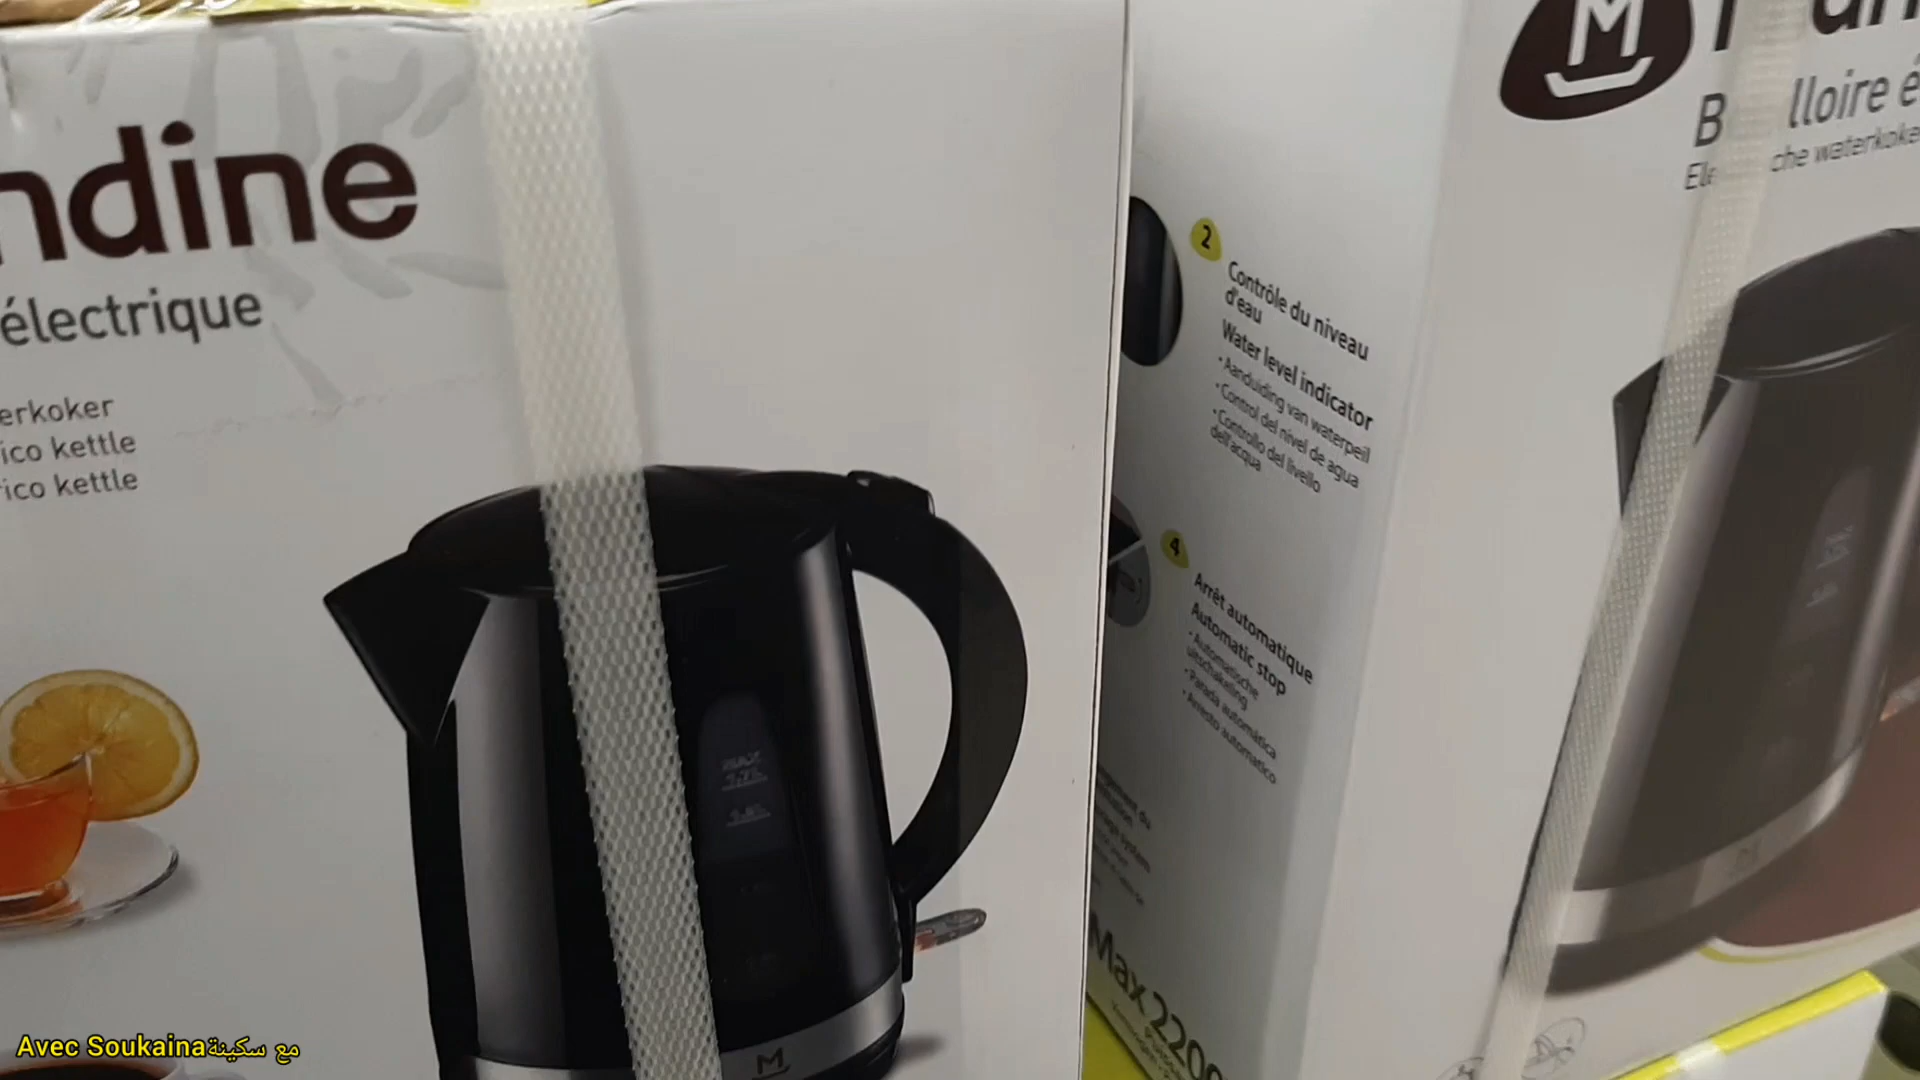 ndine
électrique
erkoker
ico kettle
rico kettle
MAX
1,7L
M
2
Contrôle du niveau
d'eau
Water level indicator
• Aanduiding van waterpeil
• Control del nivel de agua
• Controllo del livello
dell'acqua
4
Arrêt automatique
Automatic stop
• Automatische
uitschakeling
• Parada automática
• Arresto automatico
Max 2200
M
lloire é
che waterkoke
Avec Soukaina مع سكينة